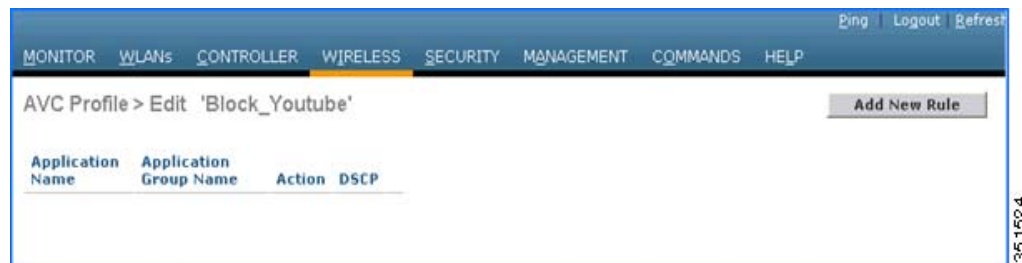 Ping | Logout | Refresh
MONITOR WLANs CONTROLLER WIRELESS SECURITY MANAGEMENT COMMANDS HELP
AVC Profile > Edit 'Block_Youtube'
Add New Rule
Application Name
Application Group Name
Action
DSCP
351524